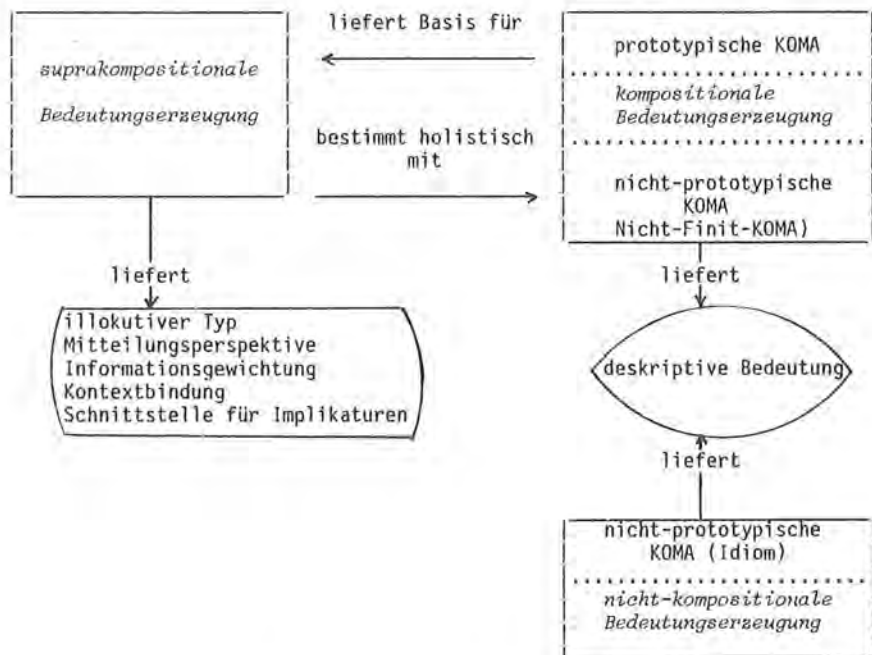 liefert Basis für
suprakompositionale
Bedeutungserzeugung
bestimmt holistisch
mit
prototypische KOMA
kompositionale
Bedeutungserzeugung
nicht-prototypische
KOMA
Nicht-Finit-KOMA)
liefert
illokutiver Typ
Mitteilungsperspektive
Informationsgewichtung
Kontextbindung
Schnittstelle für Implikaturen
liefert
deskriptive Bedeutung
liefert
nicht-prototypische
KOMA (Idiom)
nicht-kompositionale
Bedeutungserzeugung